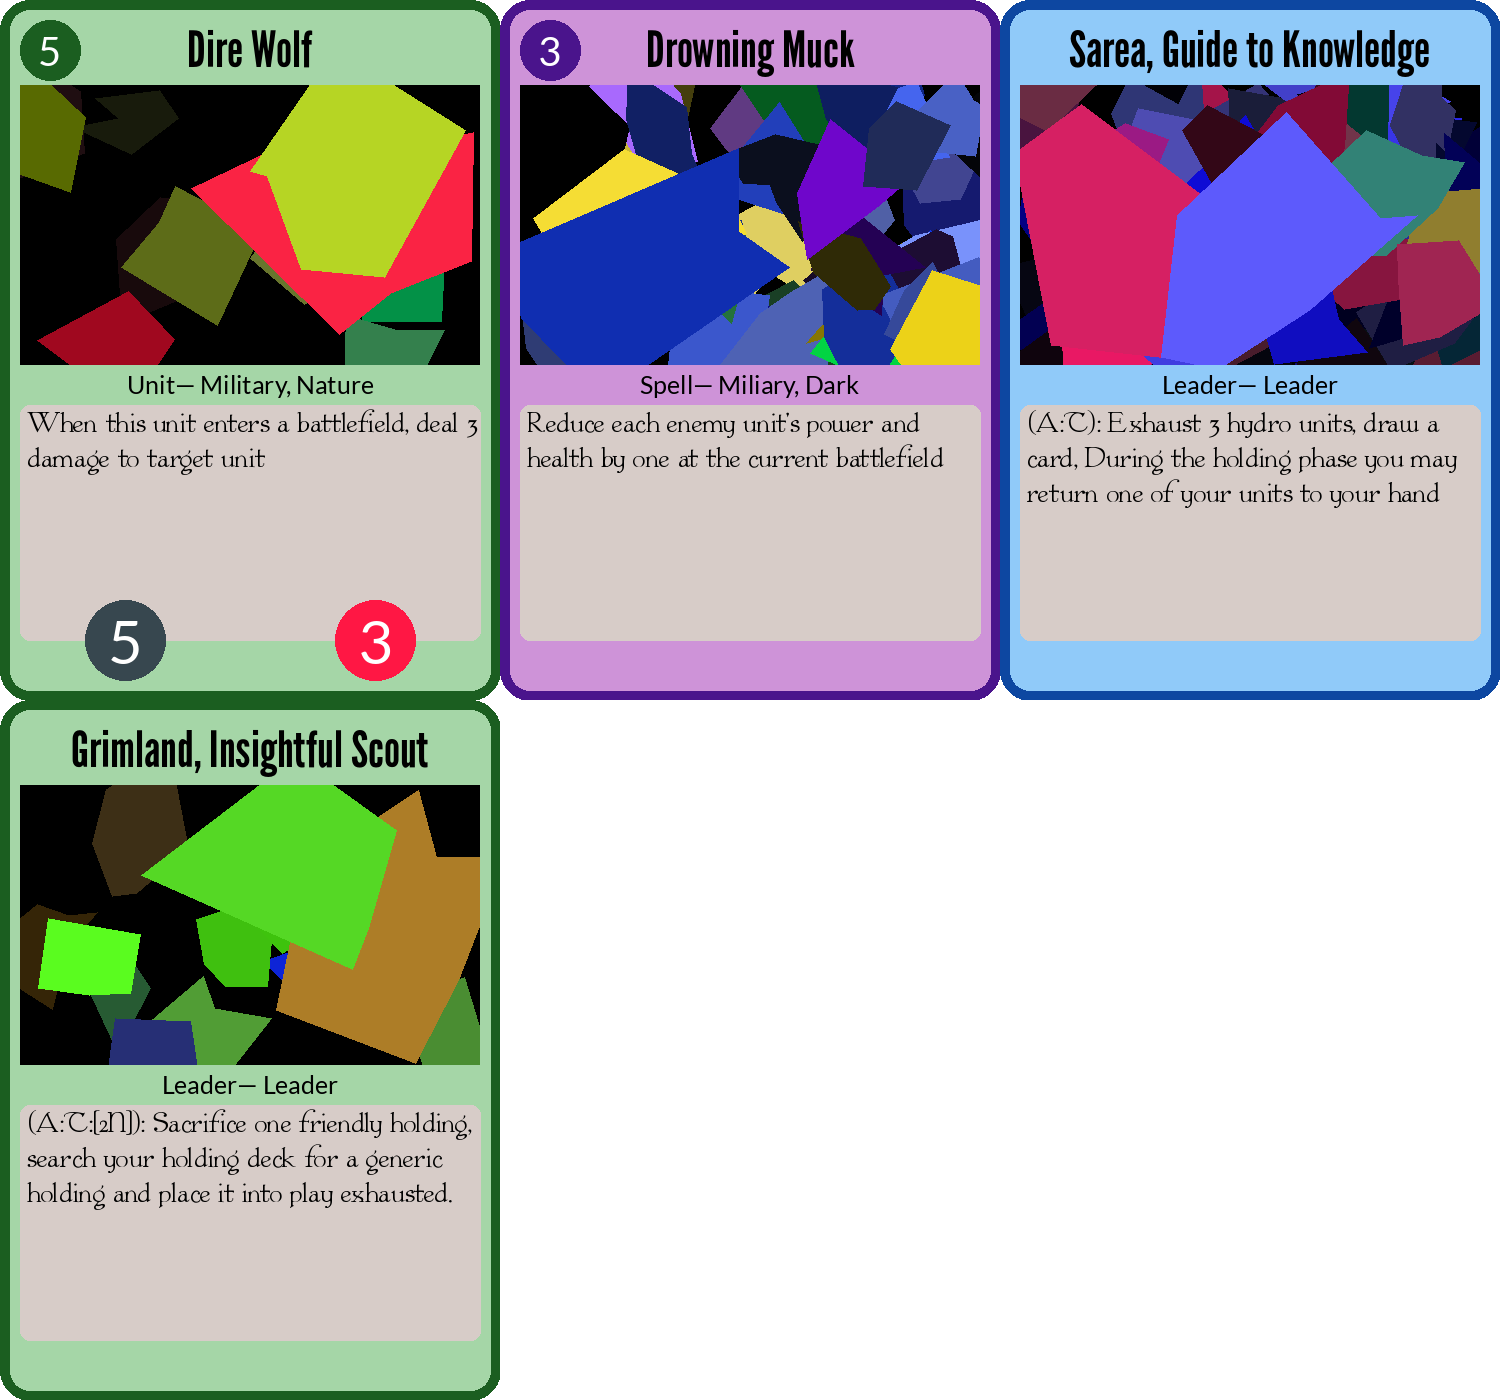 5
Dire Wolf
Unit— Military, Nature
When this unit enters a battlefield, deal 3
damage to target unit
5
3
3
Drowning Muck
Spell— Miliary, Dark
Reduce each enemy unit's power and
health by one at the current battlefield
Sarea, Guide to Knowledge
Leader— Leader
(A:T): Exhaust 3 hydro units, draw a
card, During the holding phase you may
return one of your units to your hand
Grimland, Insightful Scout
Leader— Leader
(A:T:[2N]): Sacrifice one friendly holding,
search your holding deck for a generic
holding and place it into play exhausted.